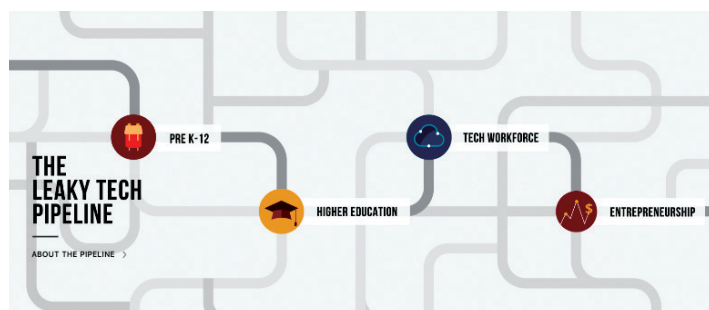 PRE K-12
TECH WORKFORCE
THE
LEAKY TECH
PIPELINE
HIGHER EDUCATION
$
ENTREPRENEURSHIP
ABOUT THE PIPELINE >